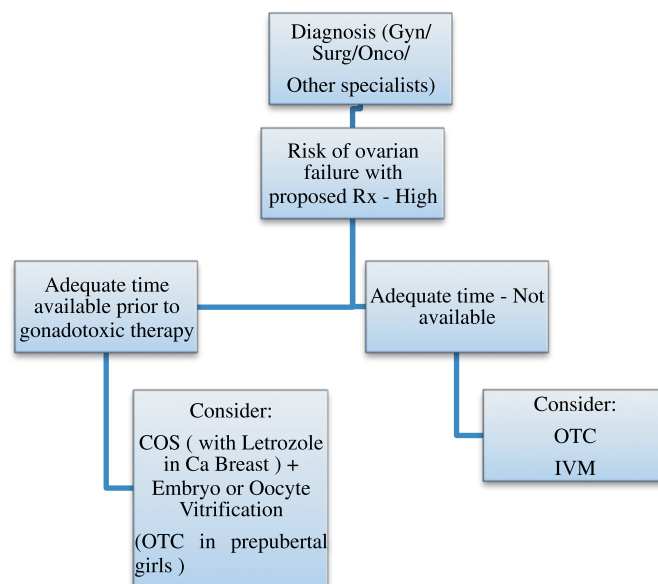 Diagnosis (Gyn/
Surg/Onco/
Other specialists)
Risk of ovarian
failure with
proposed Rx - High
Adequate time
available prior to
gonadotoxic therapy
Adequate time - Not
available
Consider:
COS ( with Letrozole
in Ca Breast ) +
Embryo or Oocyte
Vitrification
(OTC in prepubertal
girls )
Consider:
OTC
IVM